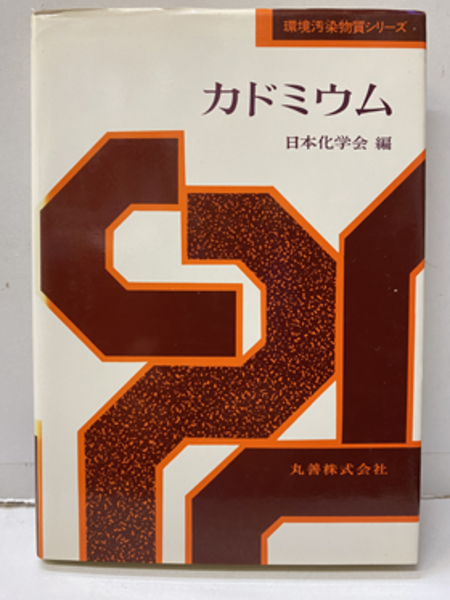 環境汚染物質シリーズ
カドミウム
日本化学会 編
丸善株式会社